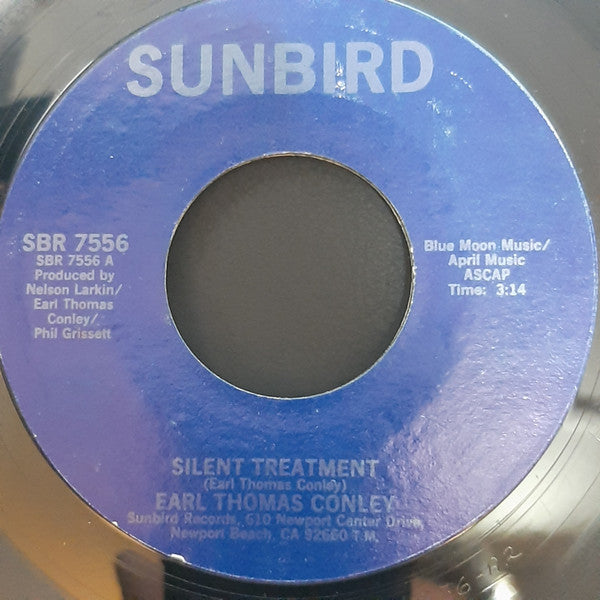 SUNBIRD
SBR 7556
SBR 7556 A
Produced by
Nelson Larkin/
Earl Thomas
Conley/
Phil Grissett
Blue Moon Music/
April Music
ASCAP
Time: 3:14
SILENT TREATMENT
(Earl Thomas Conley)
EARL THOMAS CONLEY
Sunbird Records, 610 Newport Center Drive,
Newport Beach, CA 92660 T.M.